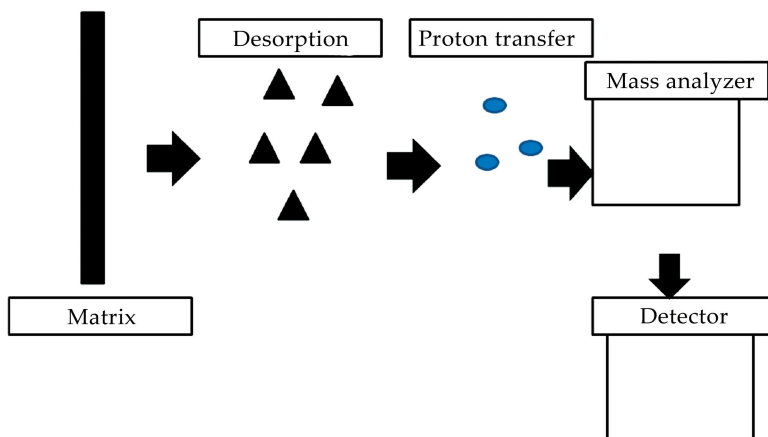 Desorption
Proton transfer
Mass analyzer
Matrix
Detector